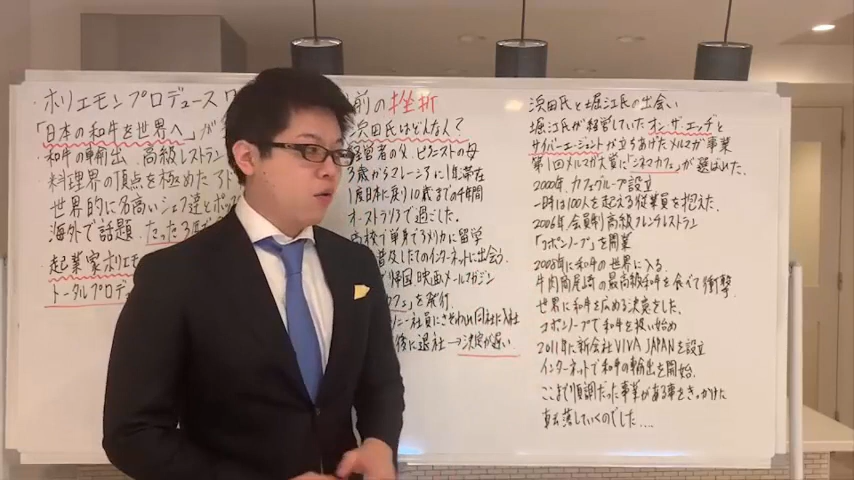 ・ホリエモンプロデュース
「日本の和牛を世界へ」が
・和牛の輸出、高級レストラン
料理界の頂点を極めた
世界的に名高いシェフ達と
海外で話題。たった
・起業家ホリエモ
トータルプロデ
前の挫折
浜田氏はどんな人?
経営者の父、ピアニストの母
3歳からマレーシアに1年滞在
1度日本に戻り10歳までの4年間
オーストラリアで過ごした。
高校で単身アメリカに留学
普及したてのインターネットに出会う。
帰国、映画メールマガジン
カフェ」を発行
ソニー社員にさそわれ同社に入社
後に退社→決定が遅い。
浜田氏と堀江氏の出会い
堀江氏が経営していたオン・ザ・エッヂと
サイバーエージェントが立ちあげたメルマガ事業
第1回メルマガ大賞に「シネマカフェ」が選ばれた。
2000年、カフェグループ設立
一時は100人を超える従業員を抱えた。
2006年会員制高級フレンチレストラン
「コポンノープ」を開業
2008年に和牛の世界に入る。
牛肉商尾崎の最高級和牛を食べて衝撃。
世界に和牛を広める決意をした。
コポンノープで和牛を扱い始め
2011年に新会社VIVA JAPANを設立
インターネットで和牛の輸出を開始。
ここまで順調だった事業がある事をきっかけに
転落していくのでした....